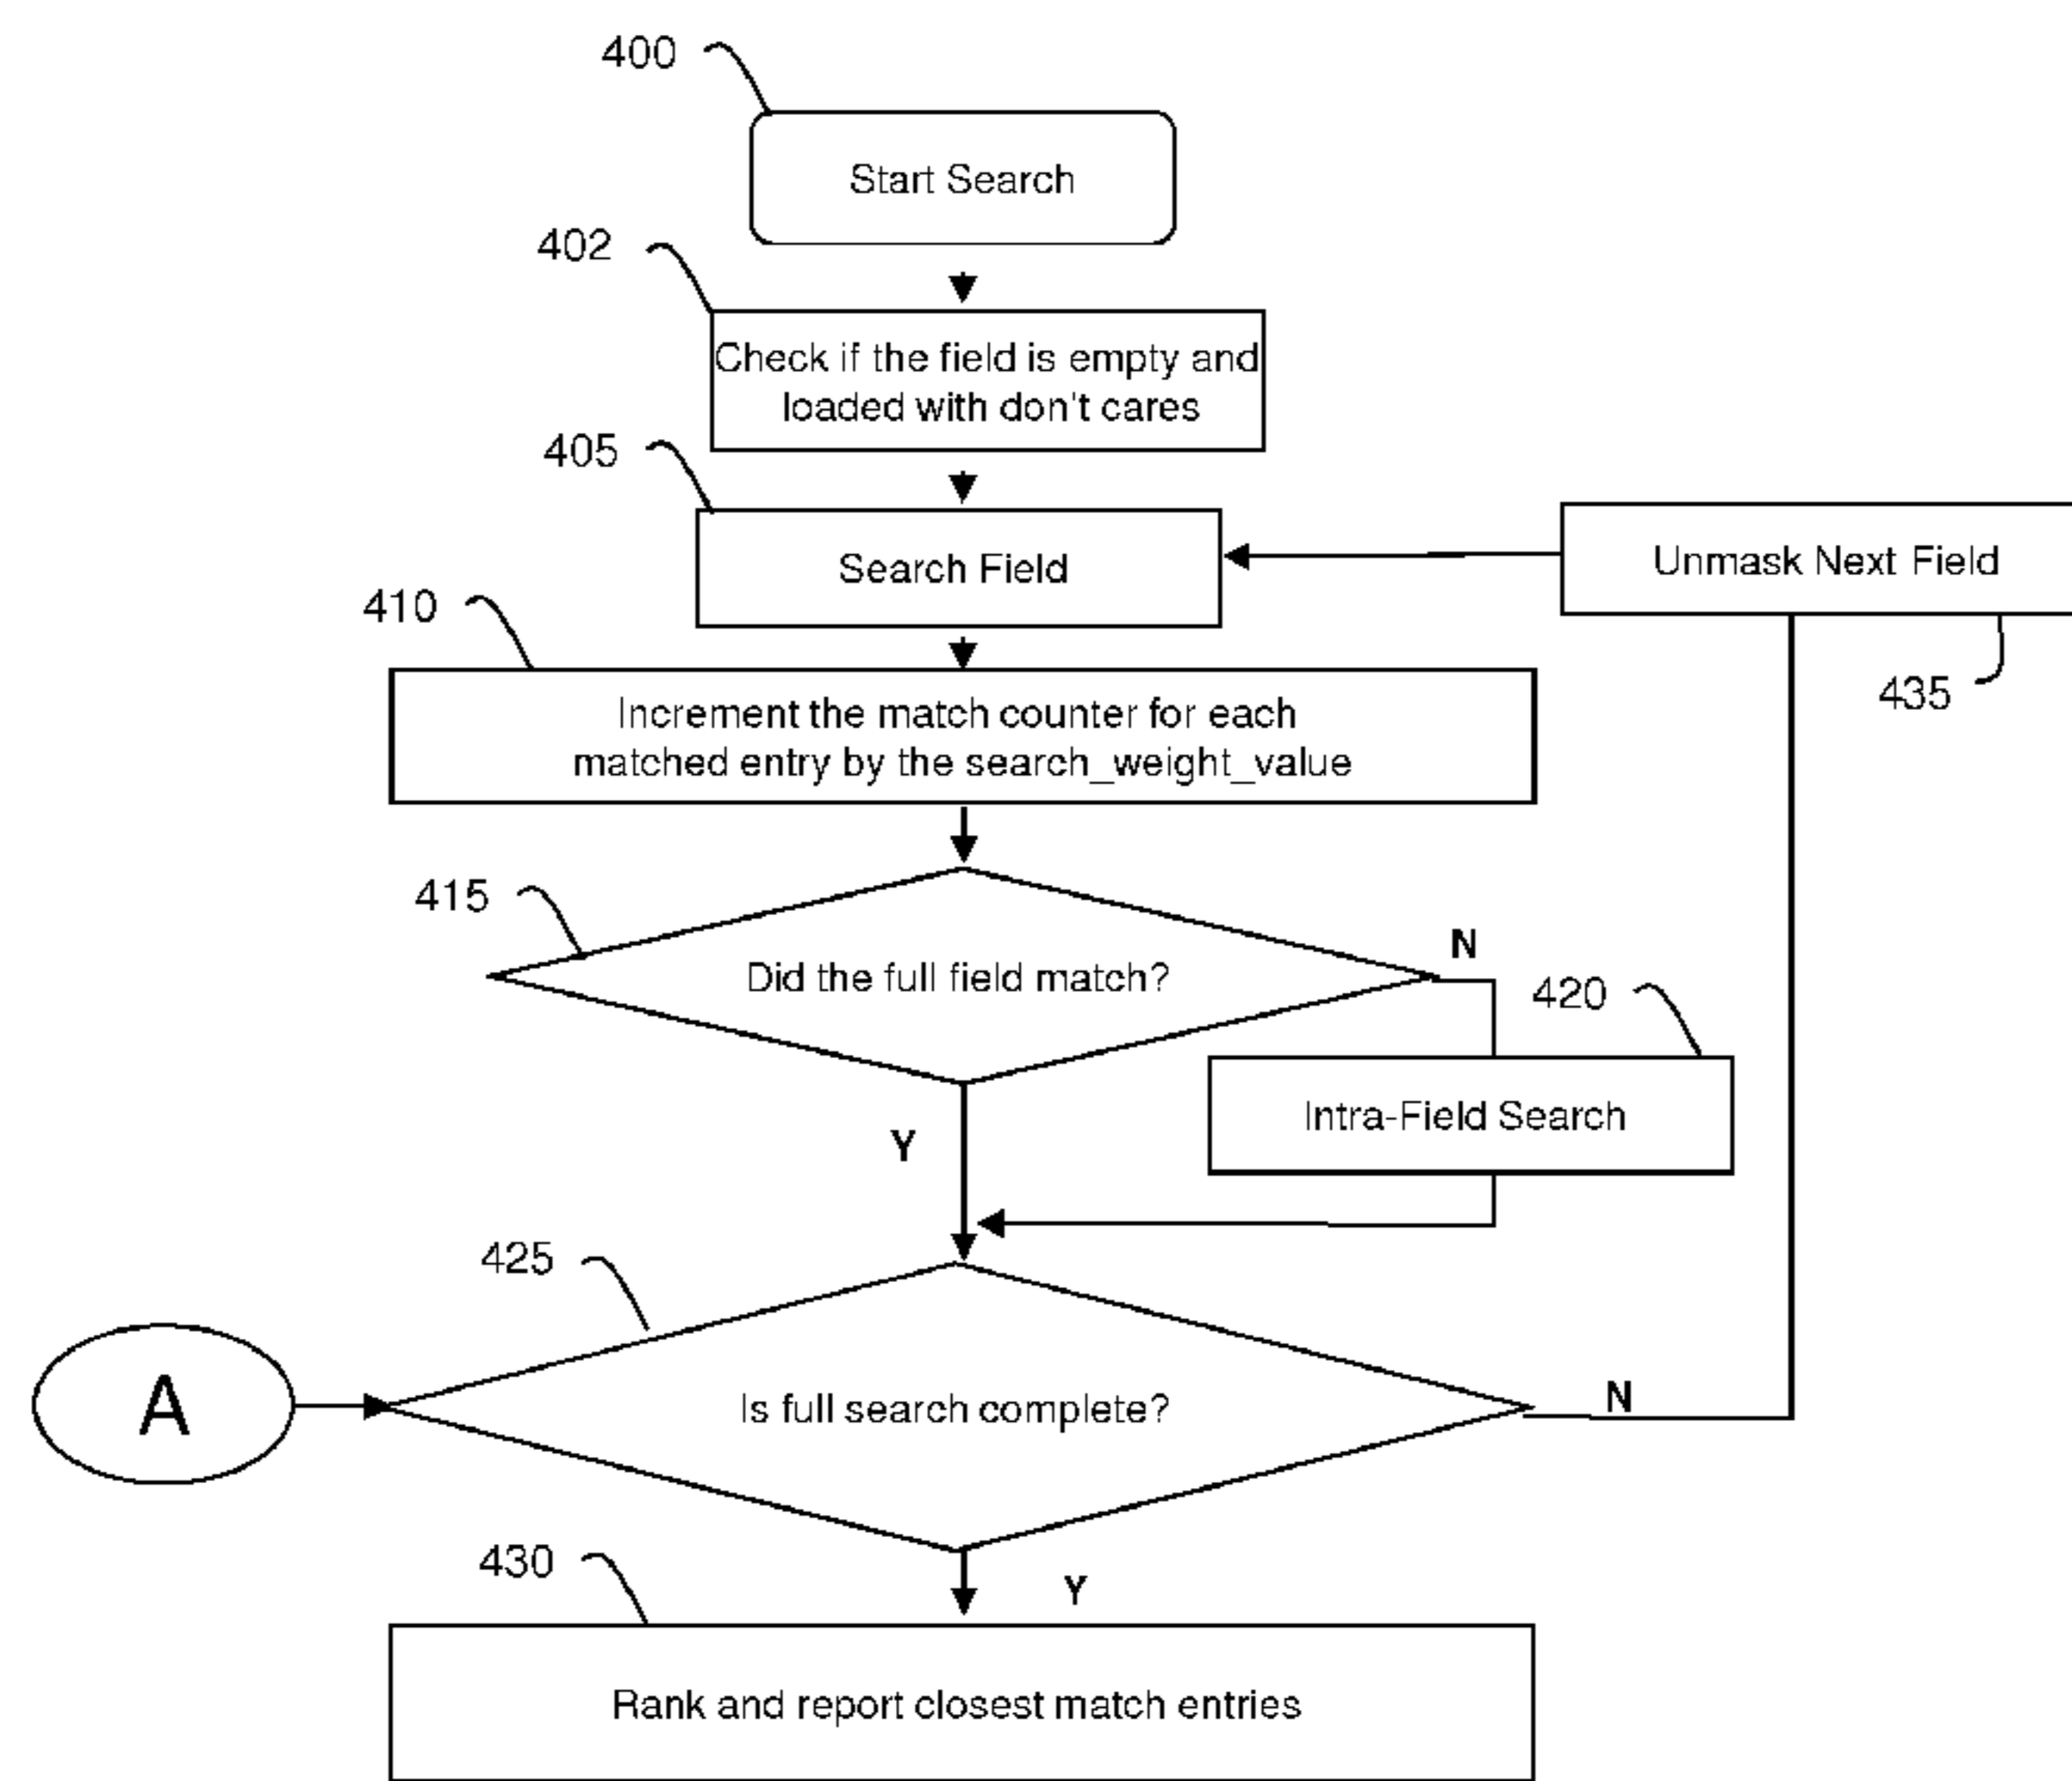 400
Start Search
402
Check if the field is empty and
loaded with don't cares
405
Search Field
Unmask Next Field
435
410
Increment the match counter for each
matched entry by the search_weight_value
415
Did the full field match?
N
420
Intra-Field Search
Y
425
A
Is full search complete?
N
430
Y
Rank and report closest match entries